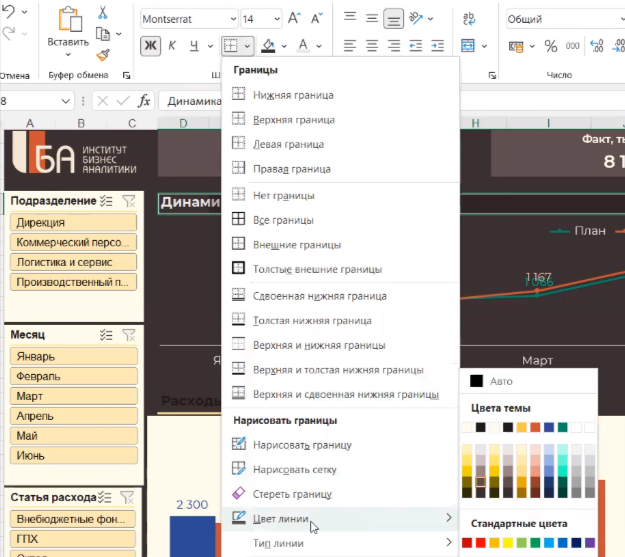 Montserrat 14
Вставить
Ж К Ч
Общий
% 000
Отмена
Буфер обмена
Число
8
fx Динамика
Границы
Нижняя граница
Верхняя граница
Левая граница
Правая граница
Нет границы
Все границы
Внешние границы
Толстые внешние границы
Сдвоенная нижняя граница
Толстая нижняя граница
Верхняя и нижняя границы
Верхняя и толстая нижняя границы
Верхняя и сдвоенная нижняя границы
Нарисовать границы
Нарисовать границу
Нарисовать сетку
Стереть границу
Цвет линии
Тип линии
A B C D H I
УБА ИНСТИТУТ
БИЗНЕС
АНАЛИТИКИ
Факт, т
8 1
Подразделение
Дирекция
Коммерческий персо...
Логистика и сервис
Производственный п...
Динами
План
1 167
1 086
Месяц
Январь
Февраль
Март
Апрель
Май
Июнь
Я
Март
Расходы
Авто
Цвета темы
Стандартные цвета
Статья расхода
Внебюджетные фон...
ГПХ
2 300